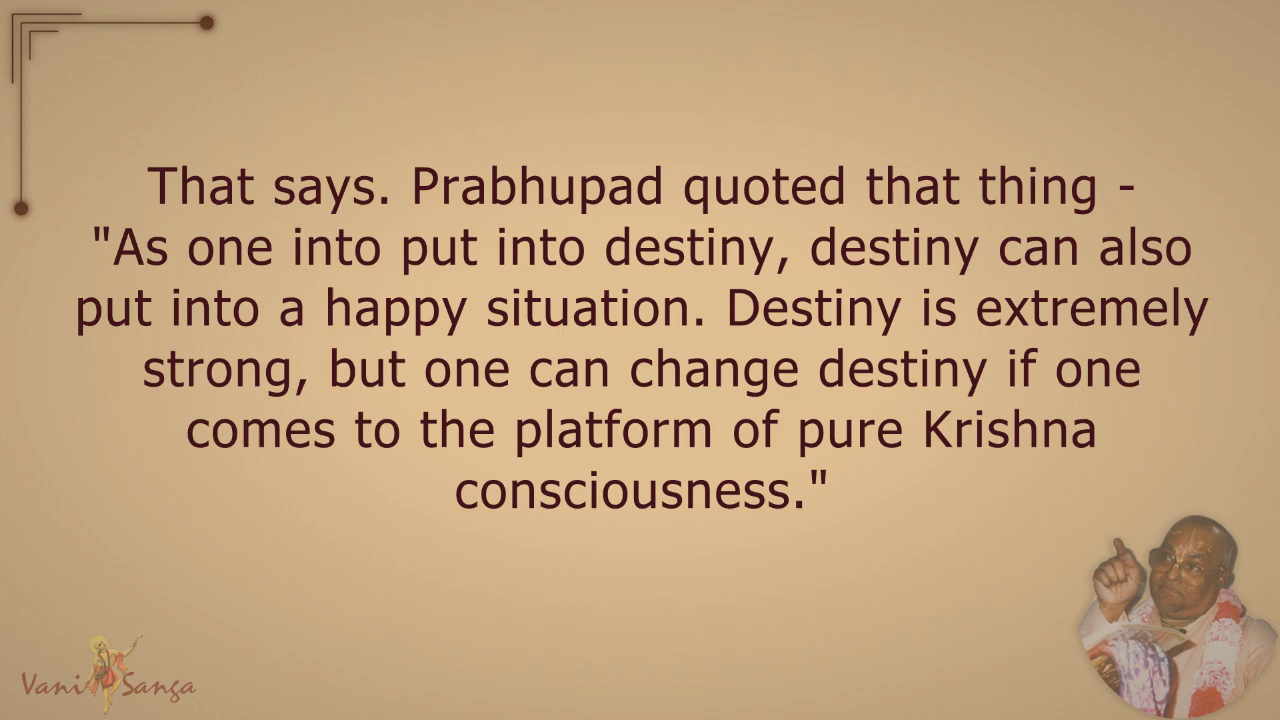 That says. Prabhupad quoted that thing -
"As one into put into destiny, destiny can also
put into a happy situation. Destiny is extremely
strong, but one can change destiny if one
comes to the platform of pure Krishna
consciousness."
Vani Sanga